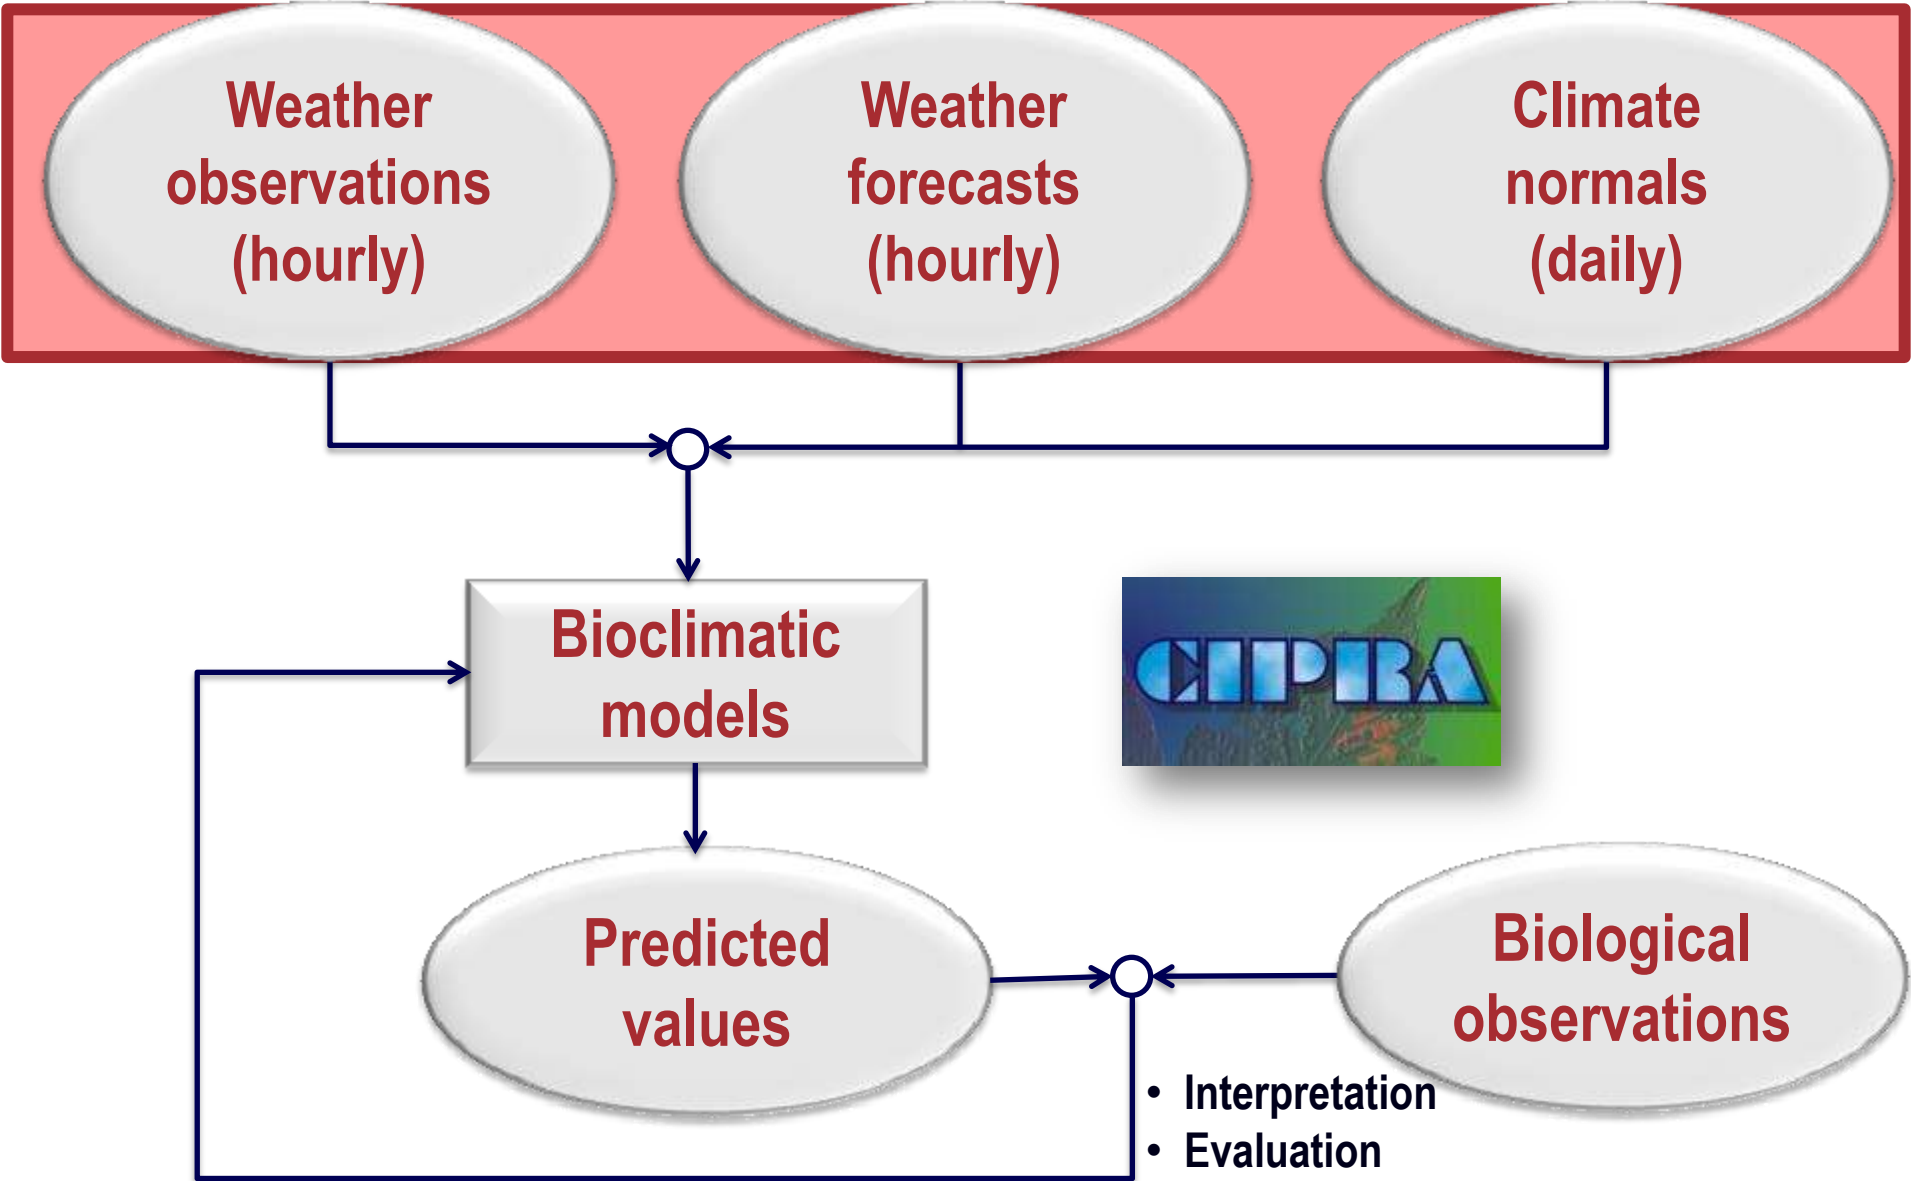 Weather
observations
(hourly)
Weather
forecasts
(hourly)
Climate
normals
(daily)
Bioclimatic
models
CIPRA
Predicted
values
Biological
observations
• Interpretation
• Evaluation